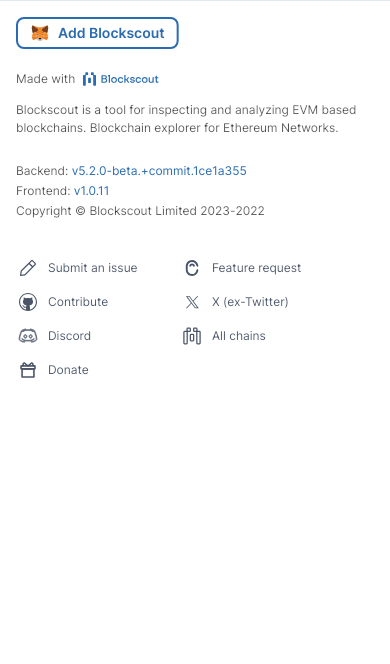 Add Blockscout
Made with Blockscout
Blockscout is a tool for inspecting and analyzing EVM based
blockchains. Blockchain explorer for Ethereum Networks.
Backend: v5.2.0-beta.+commit.1ce1a355
Frontend: v1.0.11
Copyright © Blockscout Limited 2023-2022
Submit an issue
Feature request
Contribute
X (ex-Twitter)
Discord
All chains
Donate